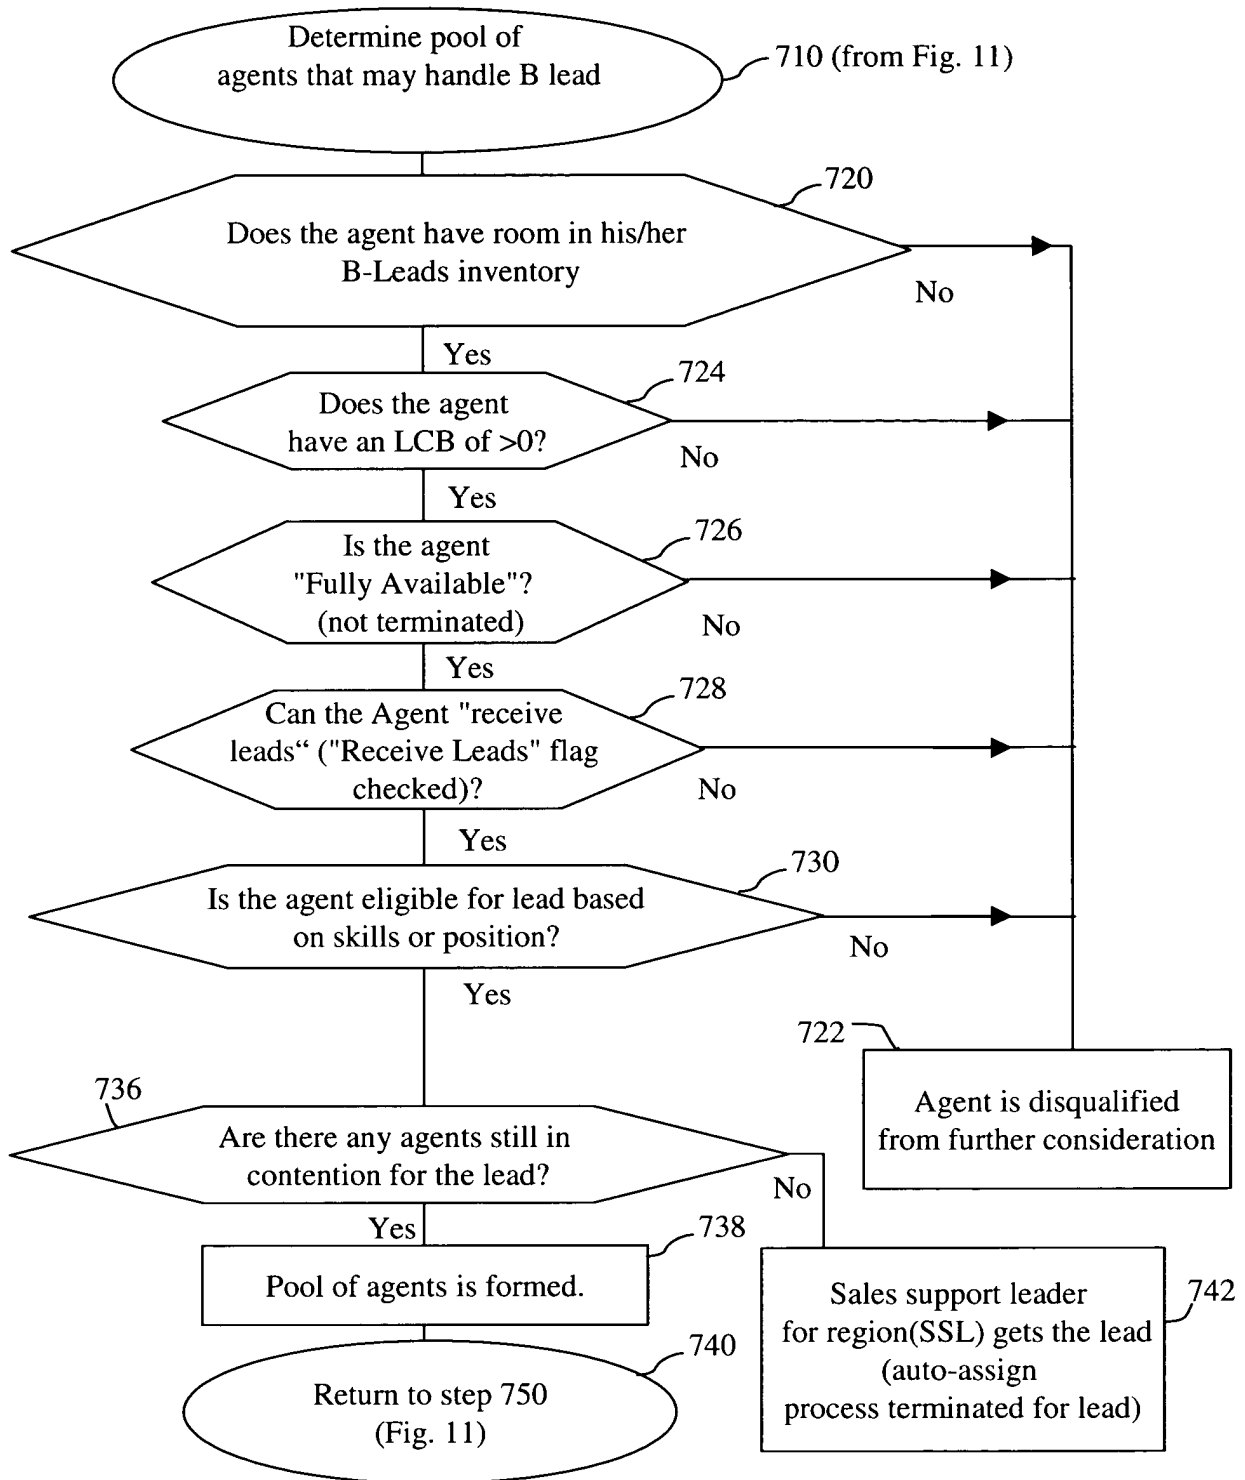 Determine pool of
agents that may handle B lead
710 (from Fig. 11)
720
Does the agent have room in his/her
B-Leads inventory
No
Yes
724
Does the agent
have an LCB of >0?
No
Yes
726
Is the agent
"Fully Available"?
(not terminated)
No
Yes
728
Can the Agent "receive
leads“ ("Receive Leads" flag
checked)?
No
Yes
730
Is the agent eligible for lead based
on skills or position?
No
Yes
722
Agent is disqualified
from further consideration
736
Are there any agents still in
contention for the lead?
No
Yes
738
Pool of agents is formed.
740
Return to step 750
(Fig. 11)
742
Sales support leader
for region(SSL) gets the lead
(auto-assign
process terminated for lead)